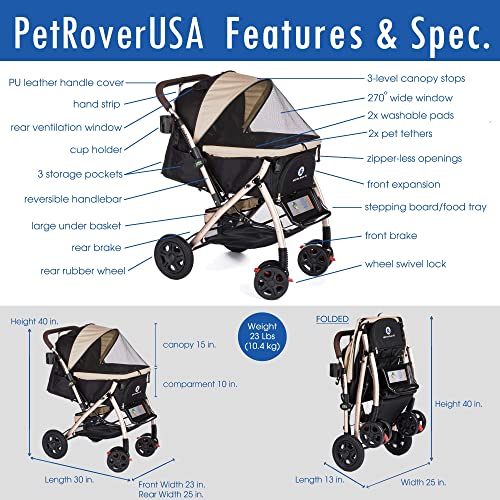 PetRoverUSA Features & Spec.
PU leather handle cover
hand strip
rear ventilation window
cup holder
3 storage pockets
reversible handlebar
large under basket
rear brake
rear rubber wheel
3-level canopy stops
270° wide window
2x washable pads
2x pet tethers
zipper-less openings
front expansion
stepping board/food tray
front brake
wheel swivel lock
Height 40 in.
canopy 15 in.
comparment 10 in.
Length 30 in.
Front Width 23 in.
Rear Width 25 in.
Weight
23 Lbs
(10.4 kg)
FOLDED
Height 40 in.
Length 13 in.
Width 25 in.